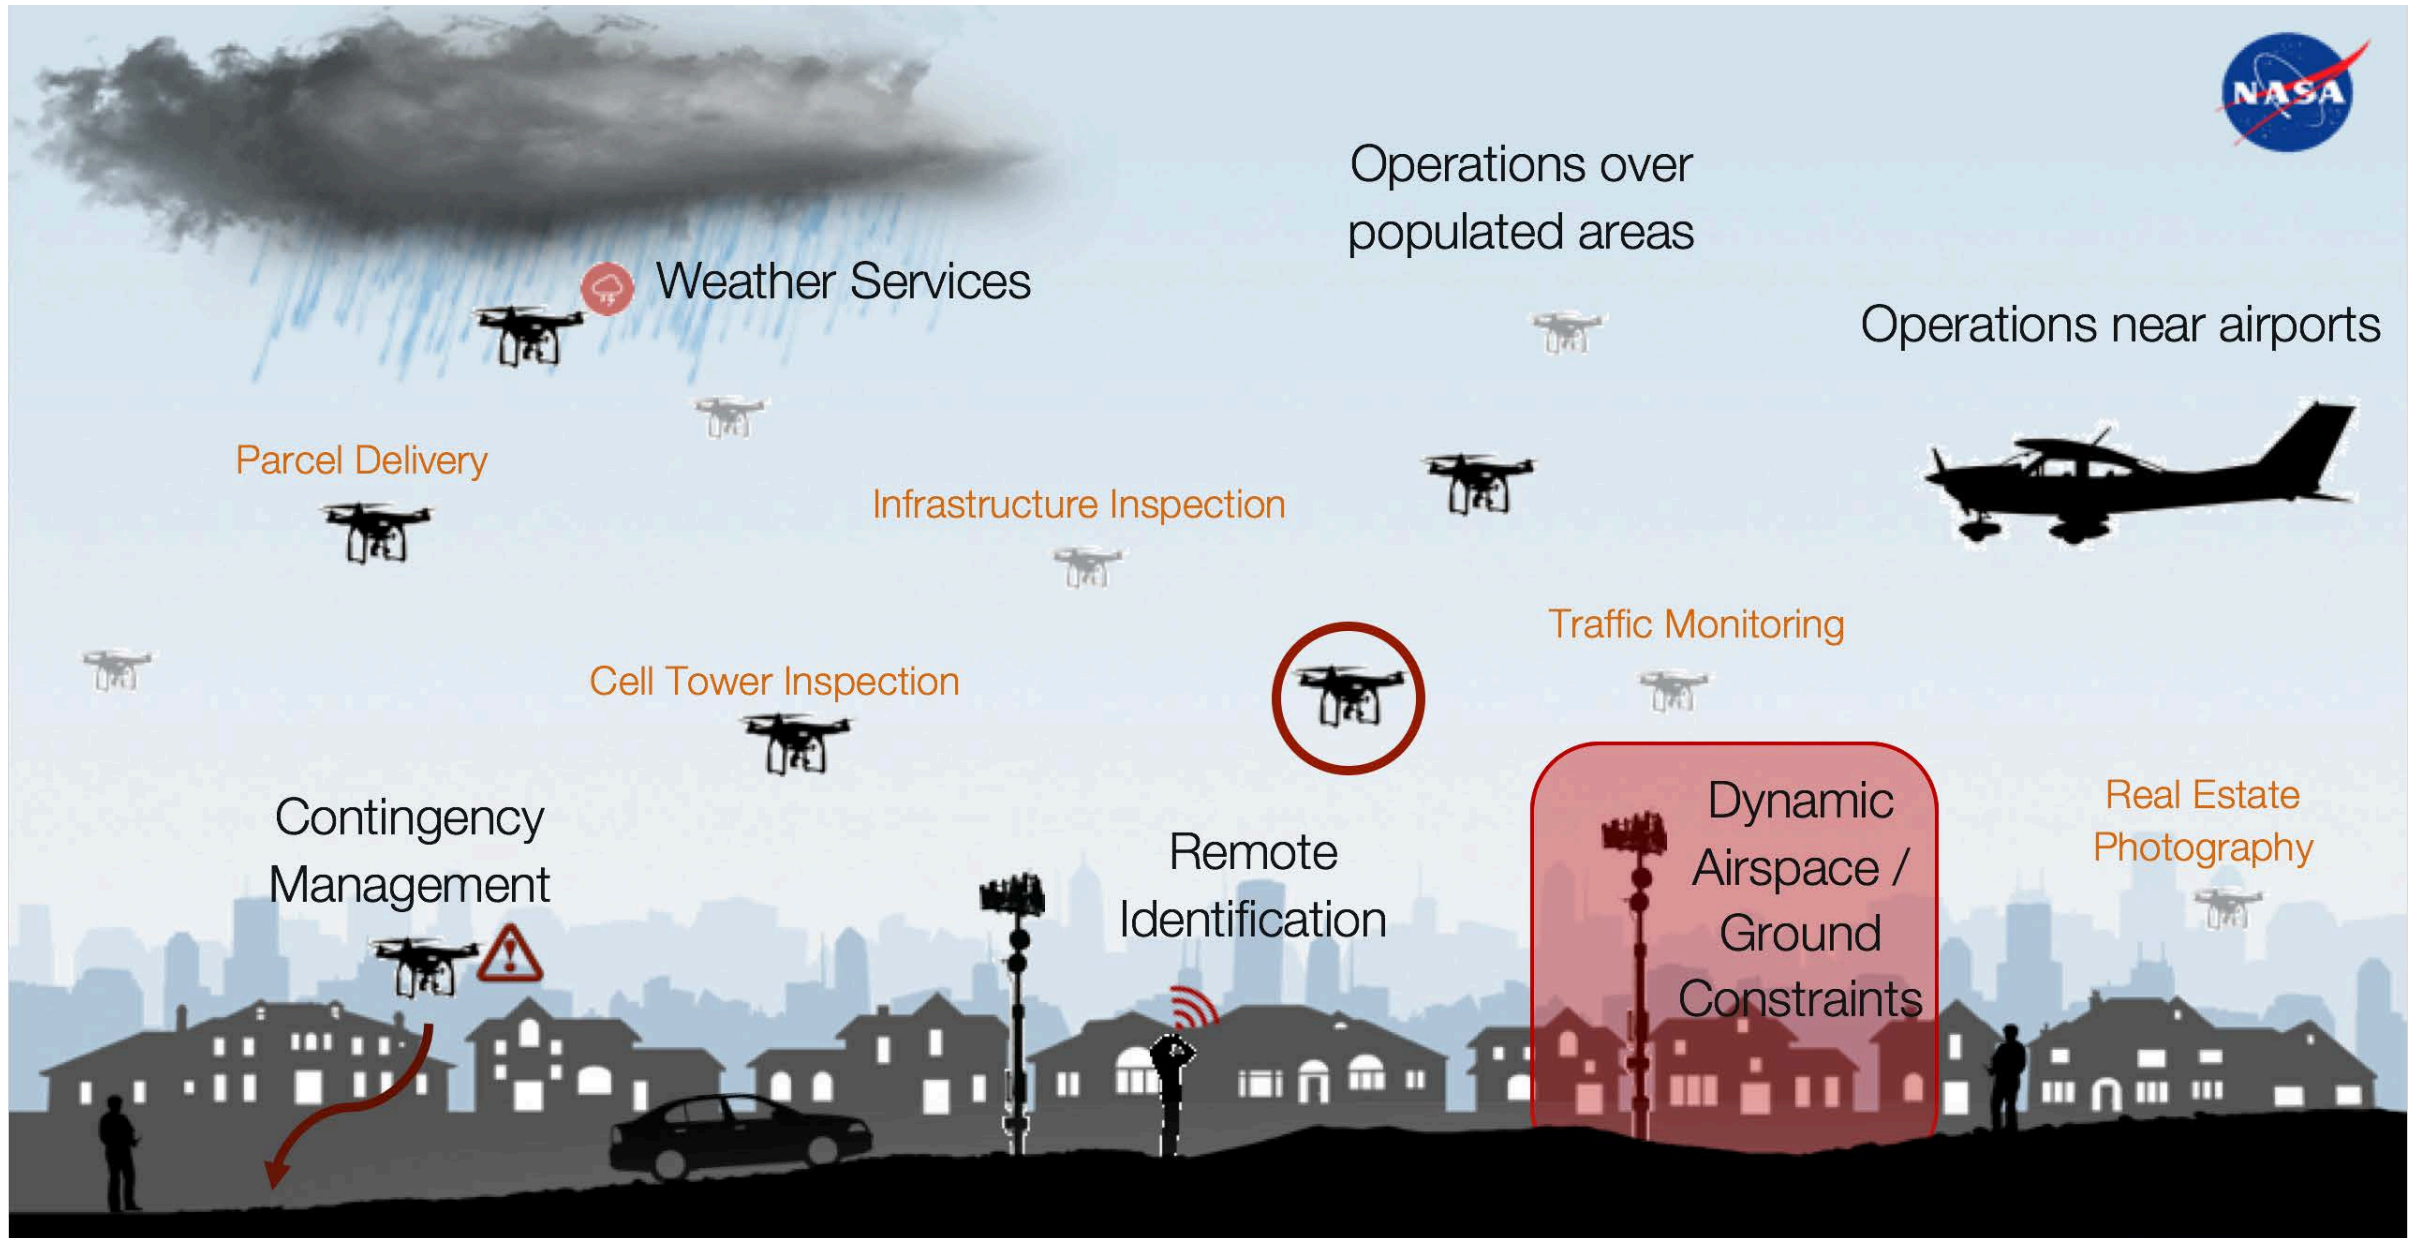 NASA
Operations over
populated areas
Weather Services
Operations near airports
Parcel Delivery
Infrastructure Inspection
Traffic Monitoring
Cell Tower Inspection
Contingency
Management
Remote
Identification
Dynamic
Airspace /
Ground
Constraints
Real Estate
Photography